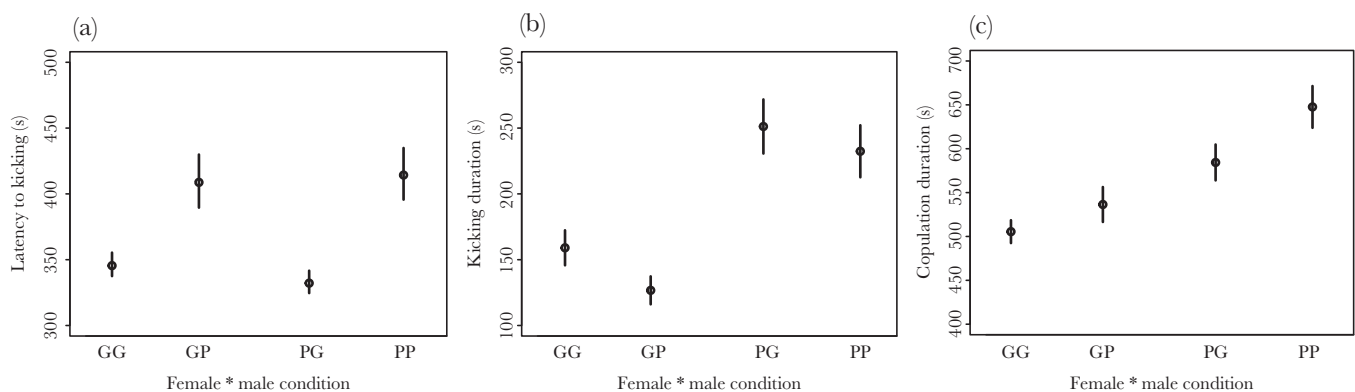 (a)
Latency to kicking (s)
500
450
400
350
300
GG GP PG PP
Female * male condition
(b)
Kicking duration (s)
300
250
200
150
100
GG GP PG PP
Female * male condition
(c)
Copulation duration (s)
700
650
600
550
500
450
400
GG GP PG PP
Female * male condition